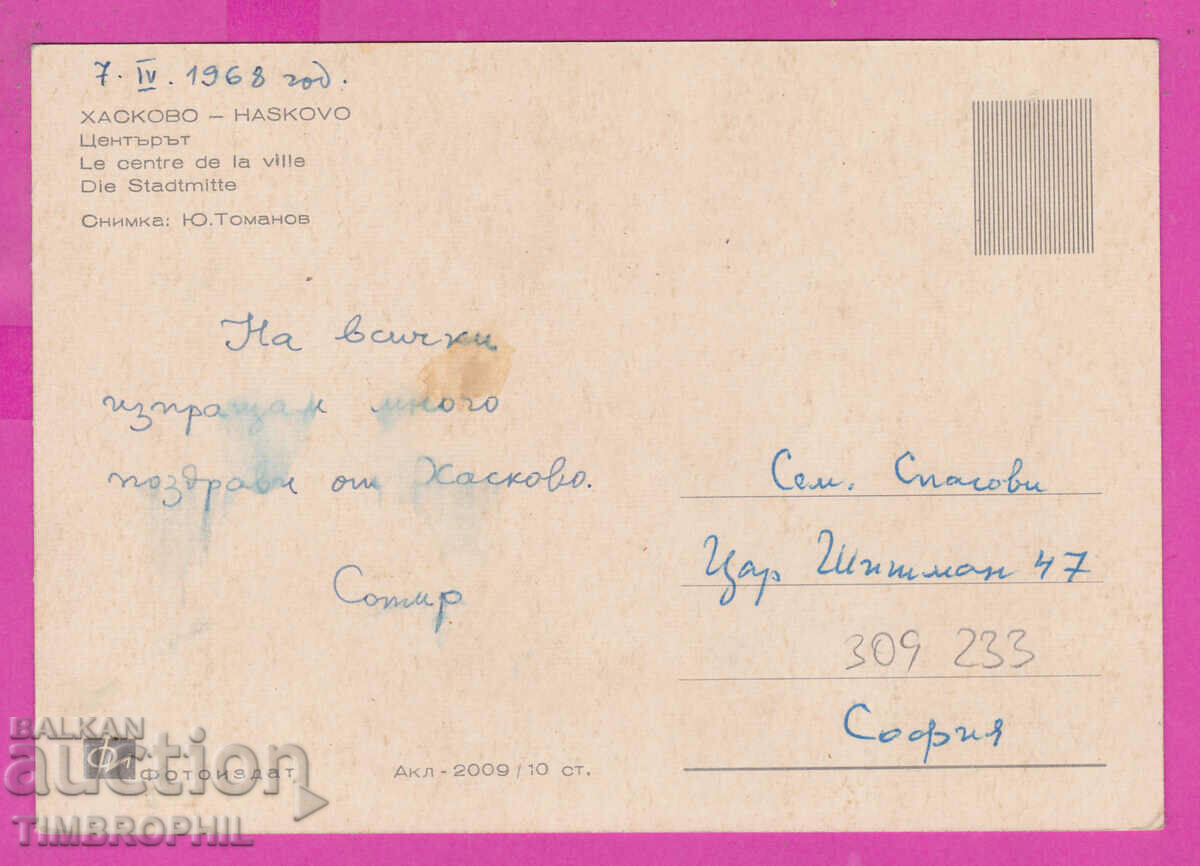 7. IV. 1968 год.
ХАСКОВО – HASKOVO
Центърът
Le centre de la ville
Die Stadtmitte
Снимка: Ю.Томанов
На всички
изпращам много
поздрави от Хасково.
Сотир
Сем. Спасови
Цар Шишман 47
309 233
София
Фотоиздат
Акл-2009/10 ст.
BALKAN
auction
TIMBROPHIL